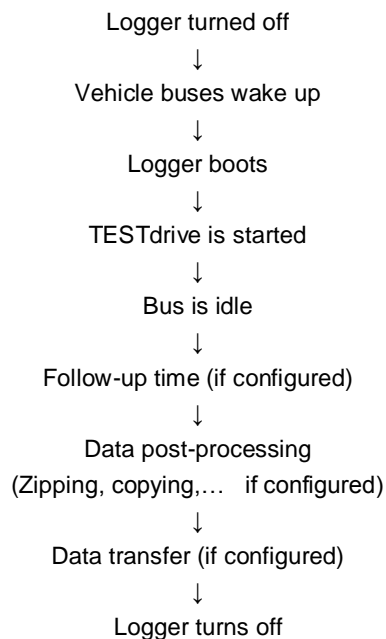 Logger turned off
↓
Vehicle buses wake up
↓
Logger boots
↓
TESTdrive is started
↓
Bus is idle
↓
Follow-up time (if configured)
↓
Data post-processing
(Zipping, copying,… if configured)
↓
Data transfer (if configured)
↓
Logger turns off